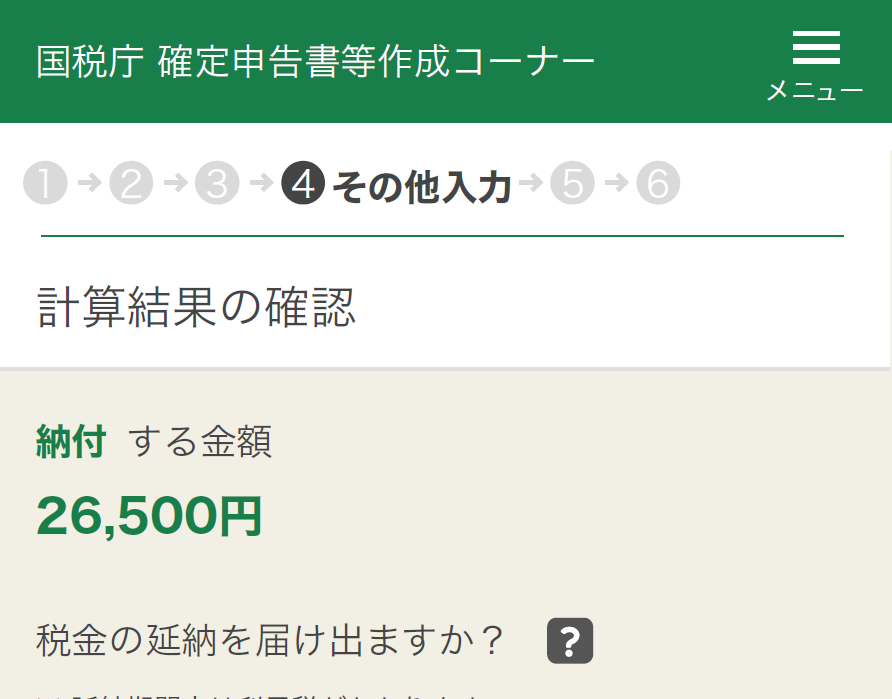 国税庁 確定申告書等作成コーナー
メニュー
1 → 2 → 3 → 4 その他入力 → 5 → 6
計算結果の確認
納付 する金額
26,500円
税金の延納を届け出ますか？ ?